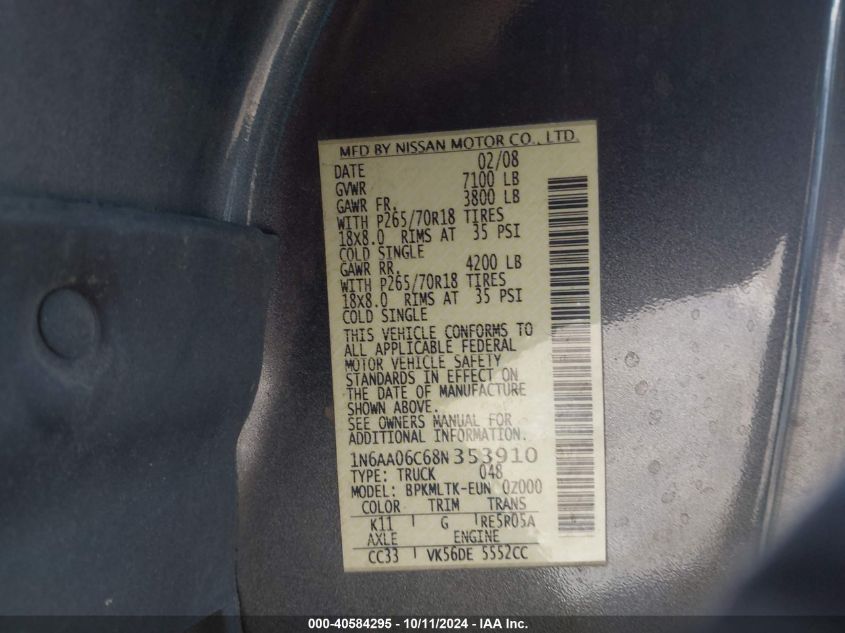 MFD BY NISSAN MOTOR CO., LTD.
DATE 02/08
GVWR 7100 LB
GAWR FR. 3800 LB
WITH P265/70R18 TIRES
18X8.0 RIMS AT 35 PSI
COLD SINGLE
GAWR RR. 4200 LB
WITH P265/70R18 TIRES
18X8.0 RIMS AT 35 PSI
COLD SINGLE
THIS VEHICLE CONFORMS TO
ALL APPLICABLE FEDERAL
MOTOR VEHICLE SAFETY
STANDARDS IN EFFECT ON
THE DATE OF MANUFACTURE
SHOWN ABOVE.
SEE OWNERS MANUAL FOR
ADDITIONAL INFORMATION.
1N6AA06C68N353910
TYPE: TRUCK 048
MODEL: BPKMLTK-EUN 0Z000
COLOR TRIM TRANS
K11 G RE5R05A
AXLE ENGINE
CC33 VK56DE 5552CC
000-40584295 - 10/11/2024 - IAA Inc.